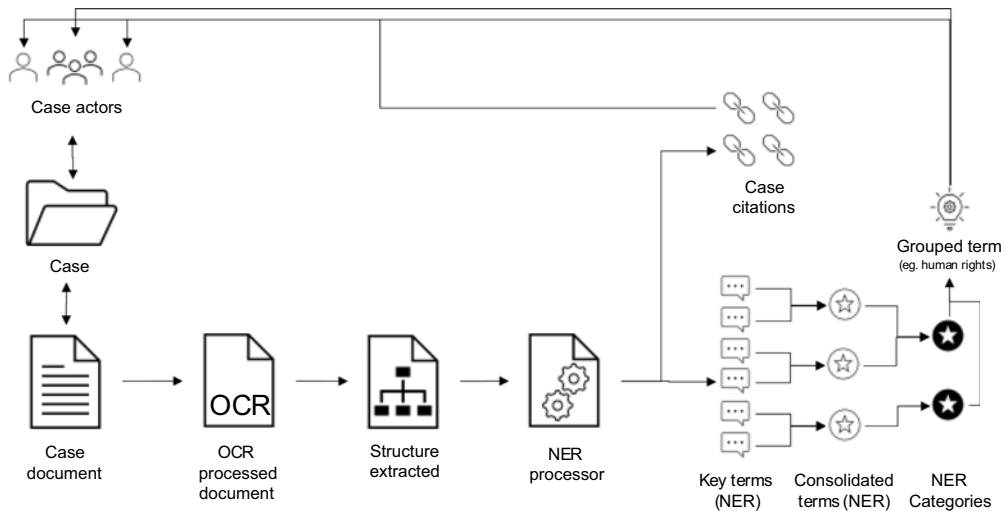 Case actors
Case
citations
Case
Grouped term
(eg. human rights)
OCR
Case
document
OCR
processed
document
Structure
extracted
NER
processor
Key terms
(NER)
Consolidated
terms (NER)
NER
Categories